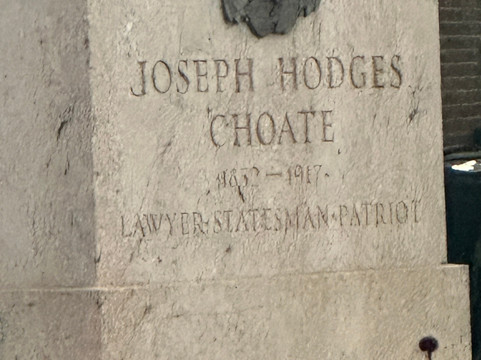 JOSEPH HODGES
CHOATE
1832–1917
LAWYER·STATESMAN·PATRIOT